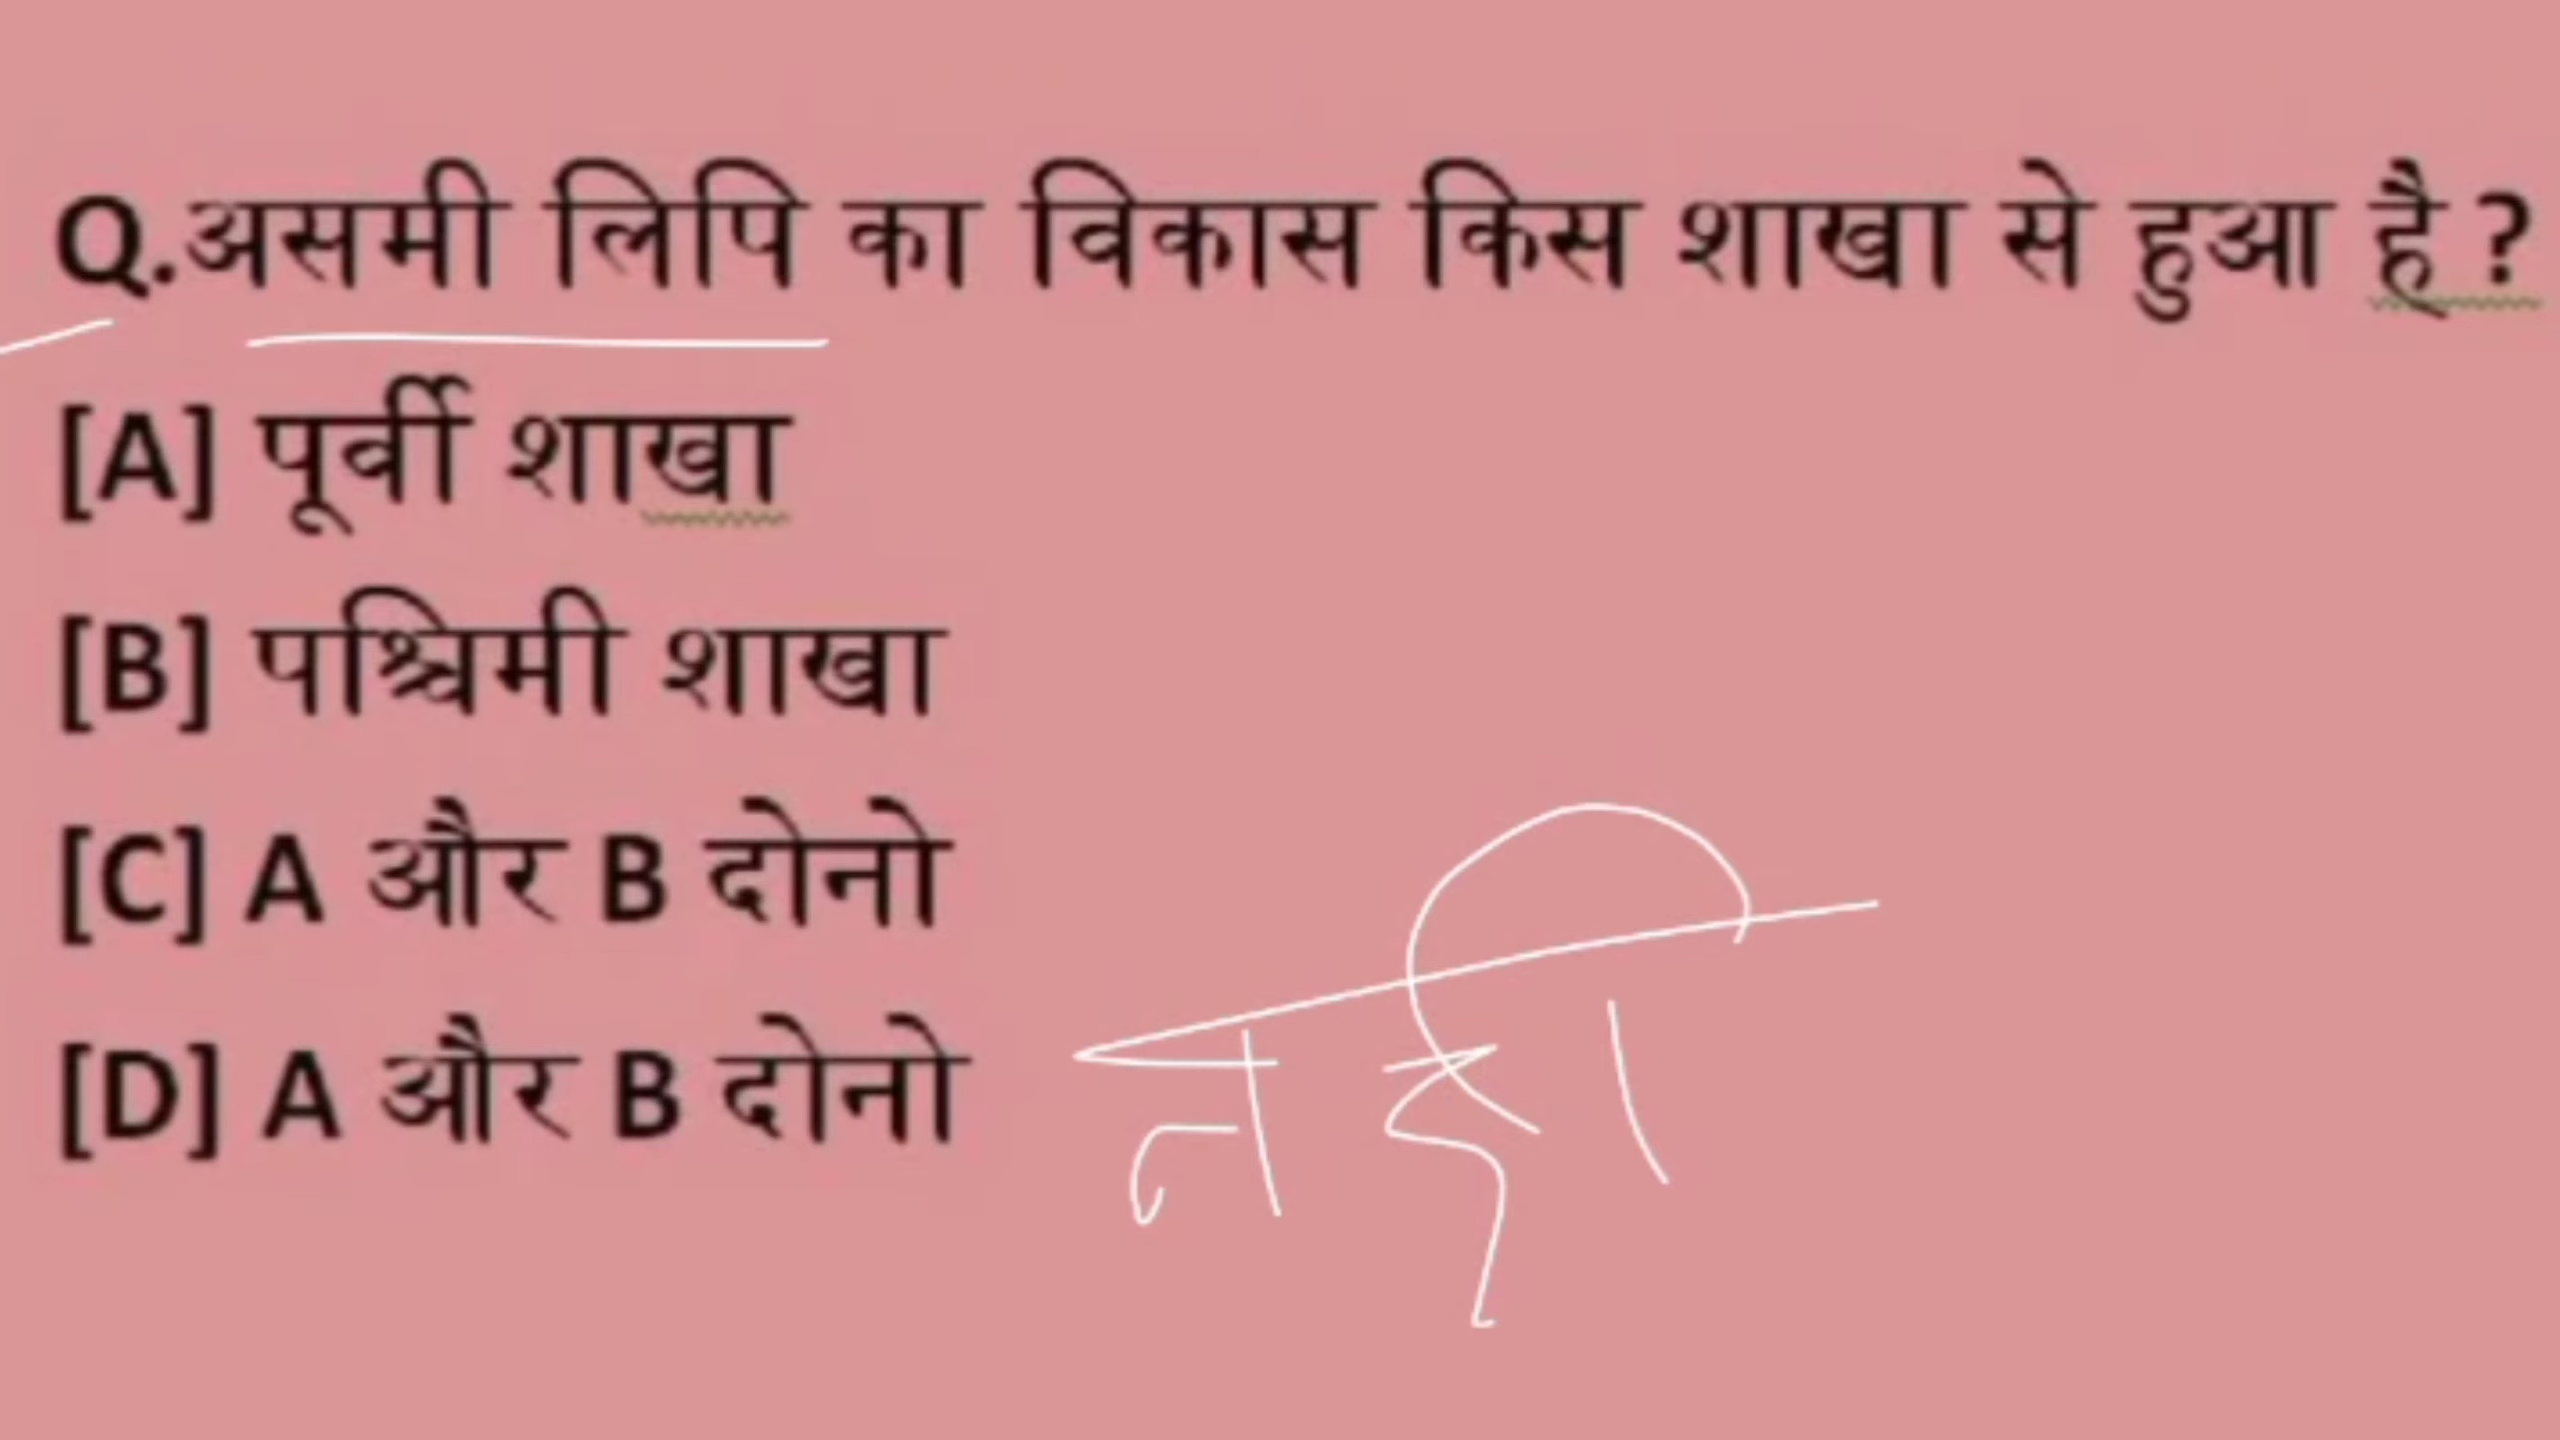 Q.असमी लिपि का विकास किस शाखा से हुआ है ?
[A] पूर्वी शाखा
[B] पश्चिमी शाखा
[C] A और B दोनो
[D] A और B दोनो नही